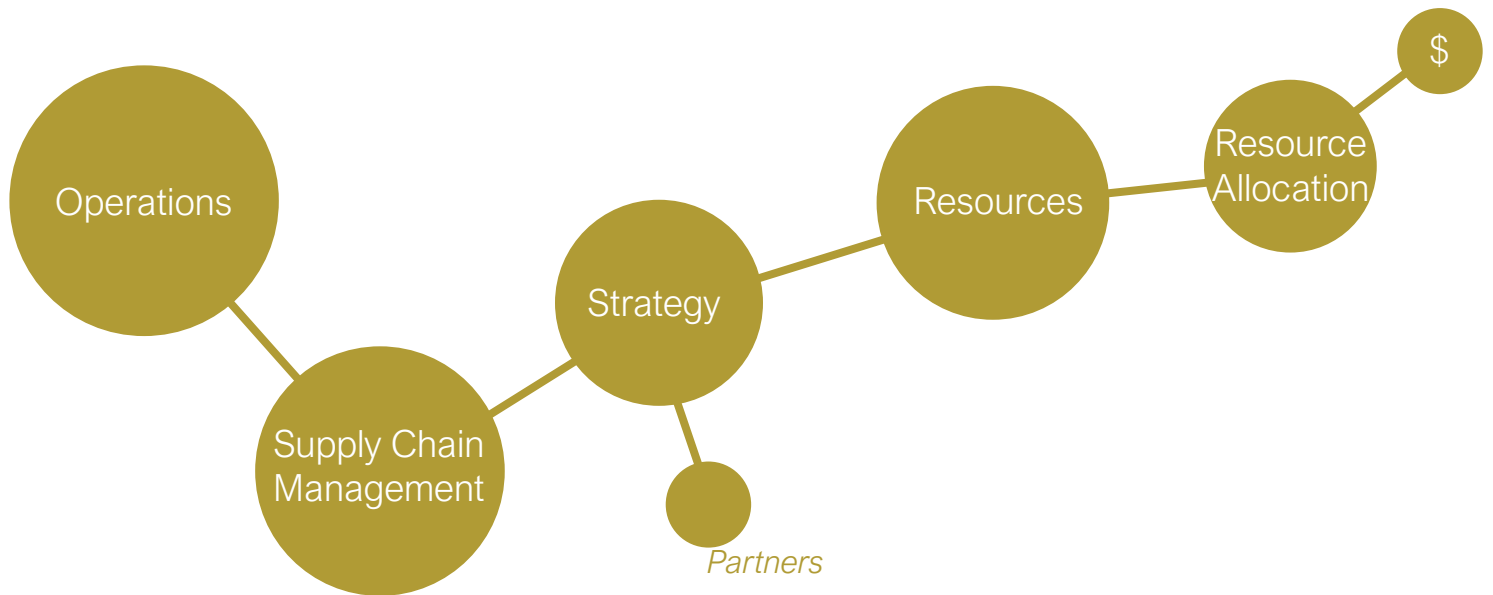 Operations
Supply Chain
Management
Strategy
Partners
Resources
Resource
Allocation
$